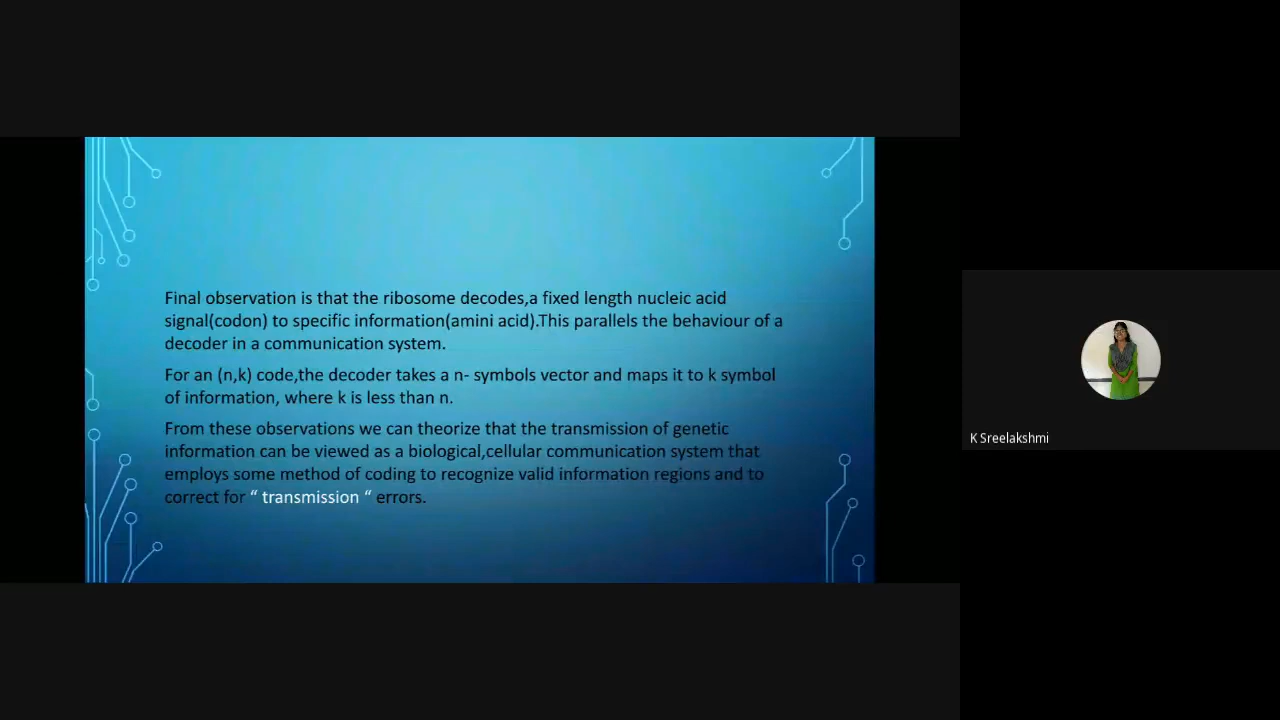 Final observation is that the ribosome decodes,a fixed length nucleic acid
signal(codon) to specific information(amini acid).This parallels the behaviour of a
decoder in a communication system.
For an (n,k) code,the decoder takes a n- symbols vector and maps it to k symbol
of information, where k is less than n.
From these observations we can theorize that the transmission of genetic
information can be viewed as a biological,cellular communication system that
employs some method of coding to recognize valid information regions and to
correct for “ transmission “ errors.
K Sreelakshmi